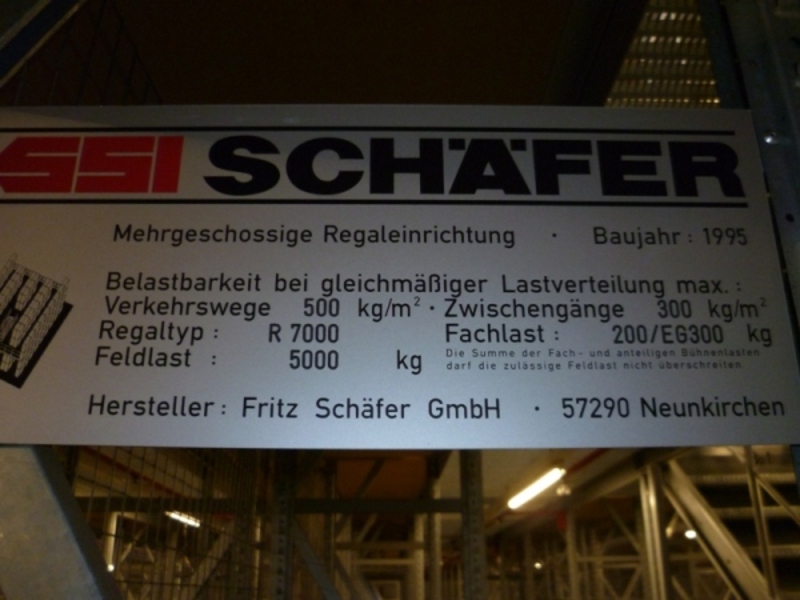 SSI SCHÄFER
Mehrgeschossige Regaleinrichtung · Baujahr: 1995
Belastbarkeit bei gleichmäßiger Lastverteilung max.:
Verkehrswege 500 kg/m² · Zwischengänge 300 kg/m²
Regaltyp: R 7000 Fachlast: 200/EG300 kg
Feldlast: 5000 kg Die Summe der Fach- und anteiligen Bühnenlasten
darf die zulässige Feldlast nicht überschreiten
Hersteller: Fritz Schäfer GmbH · 57290 Neunkirchen